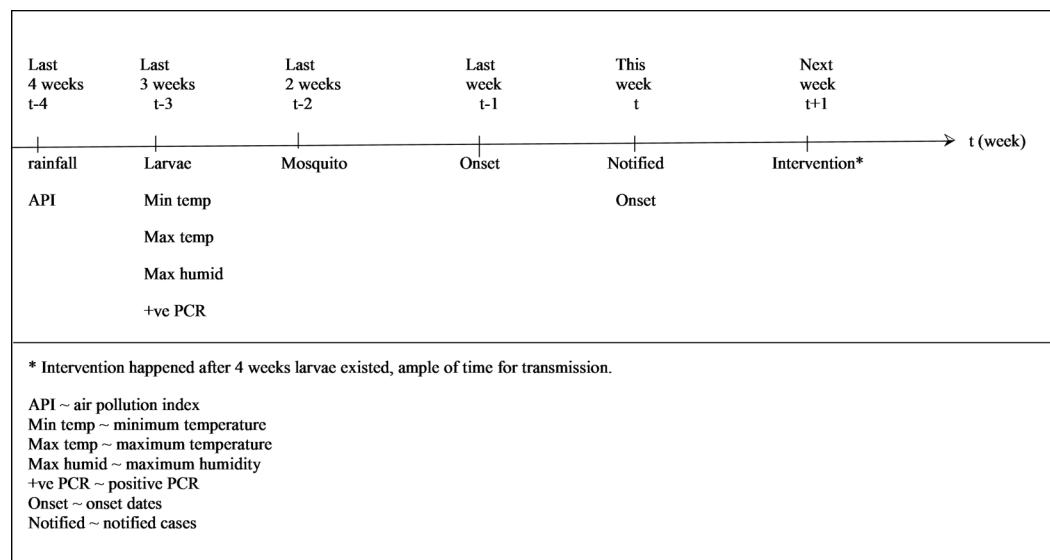 Last 4 weeks t-4
Last 3 weeks t-3
Last 2 weeks t-2
Last week t-1
This week t
Next week t+1
t (week)
rainfall
Larvae
Mosquito
Onset
Notified
Intervention*
API
Min temp
Onset
Max temp
Max humid
+ve PCR
* Intervention happened after 4 weeks larvae existed, ample of time for transmission.
API ~ air pollution index
Min temp ~ minimum temperature
Max temp ~ maximum temperature
Max humid ~ maximum humidity
+ve PCR ~ positive PCR
Onset ~ onset dates
Notified ~ notified cases